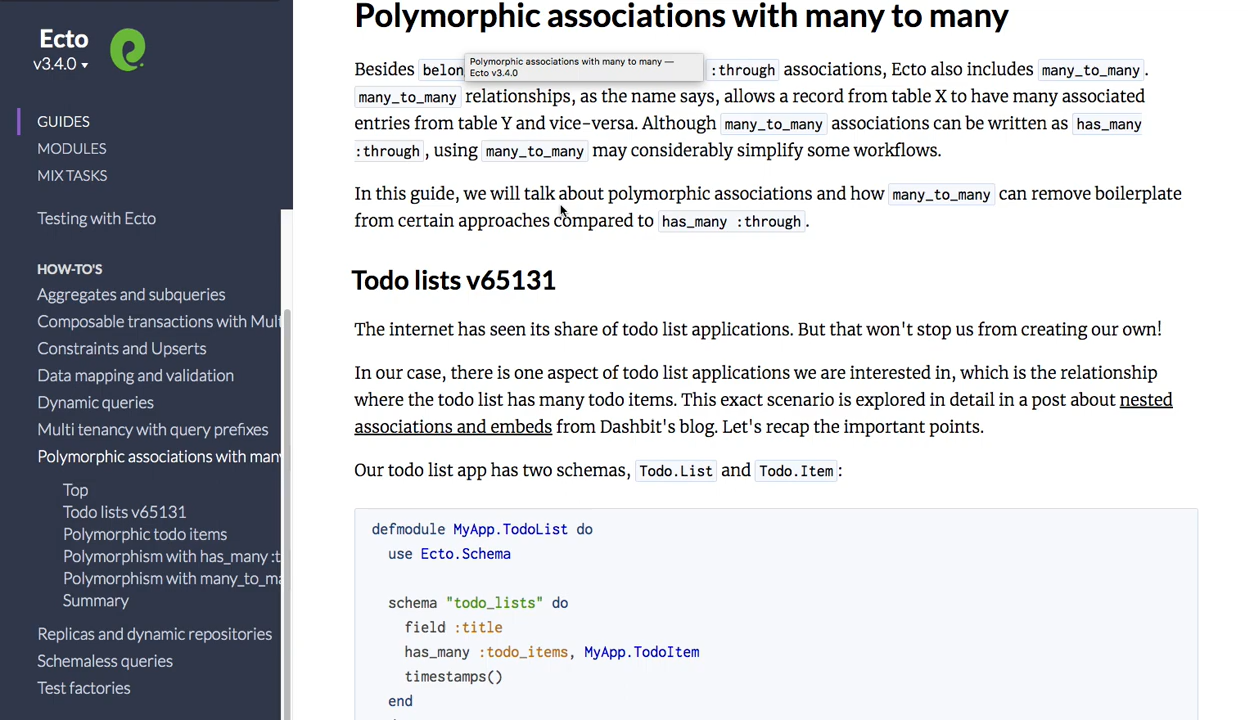 Ecto
v3.4.0
GUIDES
MODULES
MIX TASKS
Testing with Ecto
HOW-TO'S
Aggregates and subqueries
Composable transactions with Mult
Constraints and Upserts
Data mapping and validation
Dynamic queries
Multi tenancy with query prefixes
Polymorphic associations with man
Top
Todo lists v65131
Polymorphic todo items
Polymorphism with has_many :t
Polymorphism with many_to_ma
Summary
Replicas and dynamic repositories
Schemaless queries
Test factories
Polymorphic associations with many to many
Polymorphic associations with many to many —
Ecto v3.4.0
Besides belon :through associations, Ecto also includes many_to_many.
many_to_many relationships, as the name says, allows a record from table X to have many associated
entries from table Y and vice-versa. Although many_to_many associations can be written as has_many
:through, using many_to_many may considerably simplify some workflows.
In this guide, we will talk about polymorphic associations and how many_to_many can remove boilerplate
from certain approaches compared to has_many :through.
Todo lists v65131
The internet has seen its share of todo list applications. But that won't stop us from creating our own!
In our case, there is one aspect of todo list applications we are interested in, which is the relationship
where the todo list has many todo items. This exact scenario is explored in detail in a post about nested
associations and embeds from Dashbit's blog. Let's recap the important points.
Our todo list app has two schemas, Todo.List and Todo.Item:
defmodule MyApp.TodoList do
use Ecto.Schema
schema "todo_lists" do
field :title
has_many :todo_items, MyApp.TodoItem
timestamps()
end